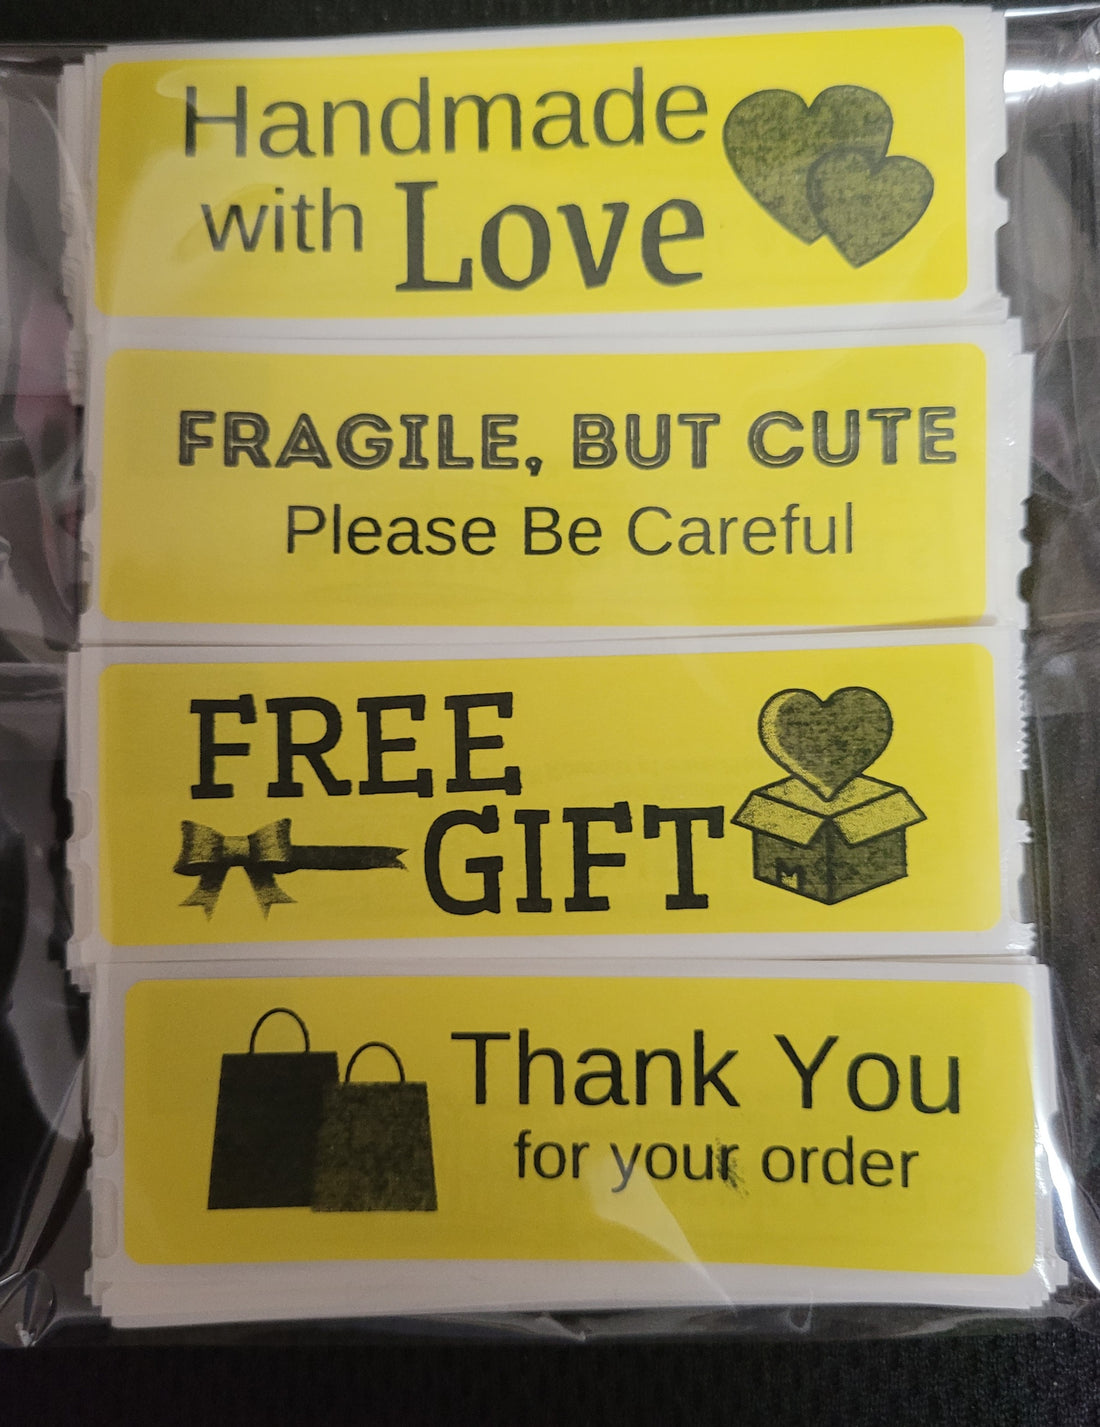 Handmade
with Love
FRAGILE, BUT CUTE
Please Be Careful
FREE
GIFT
Thank You
for your order